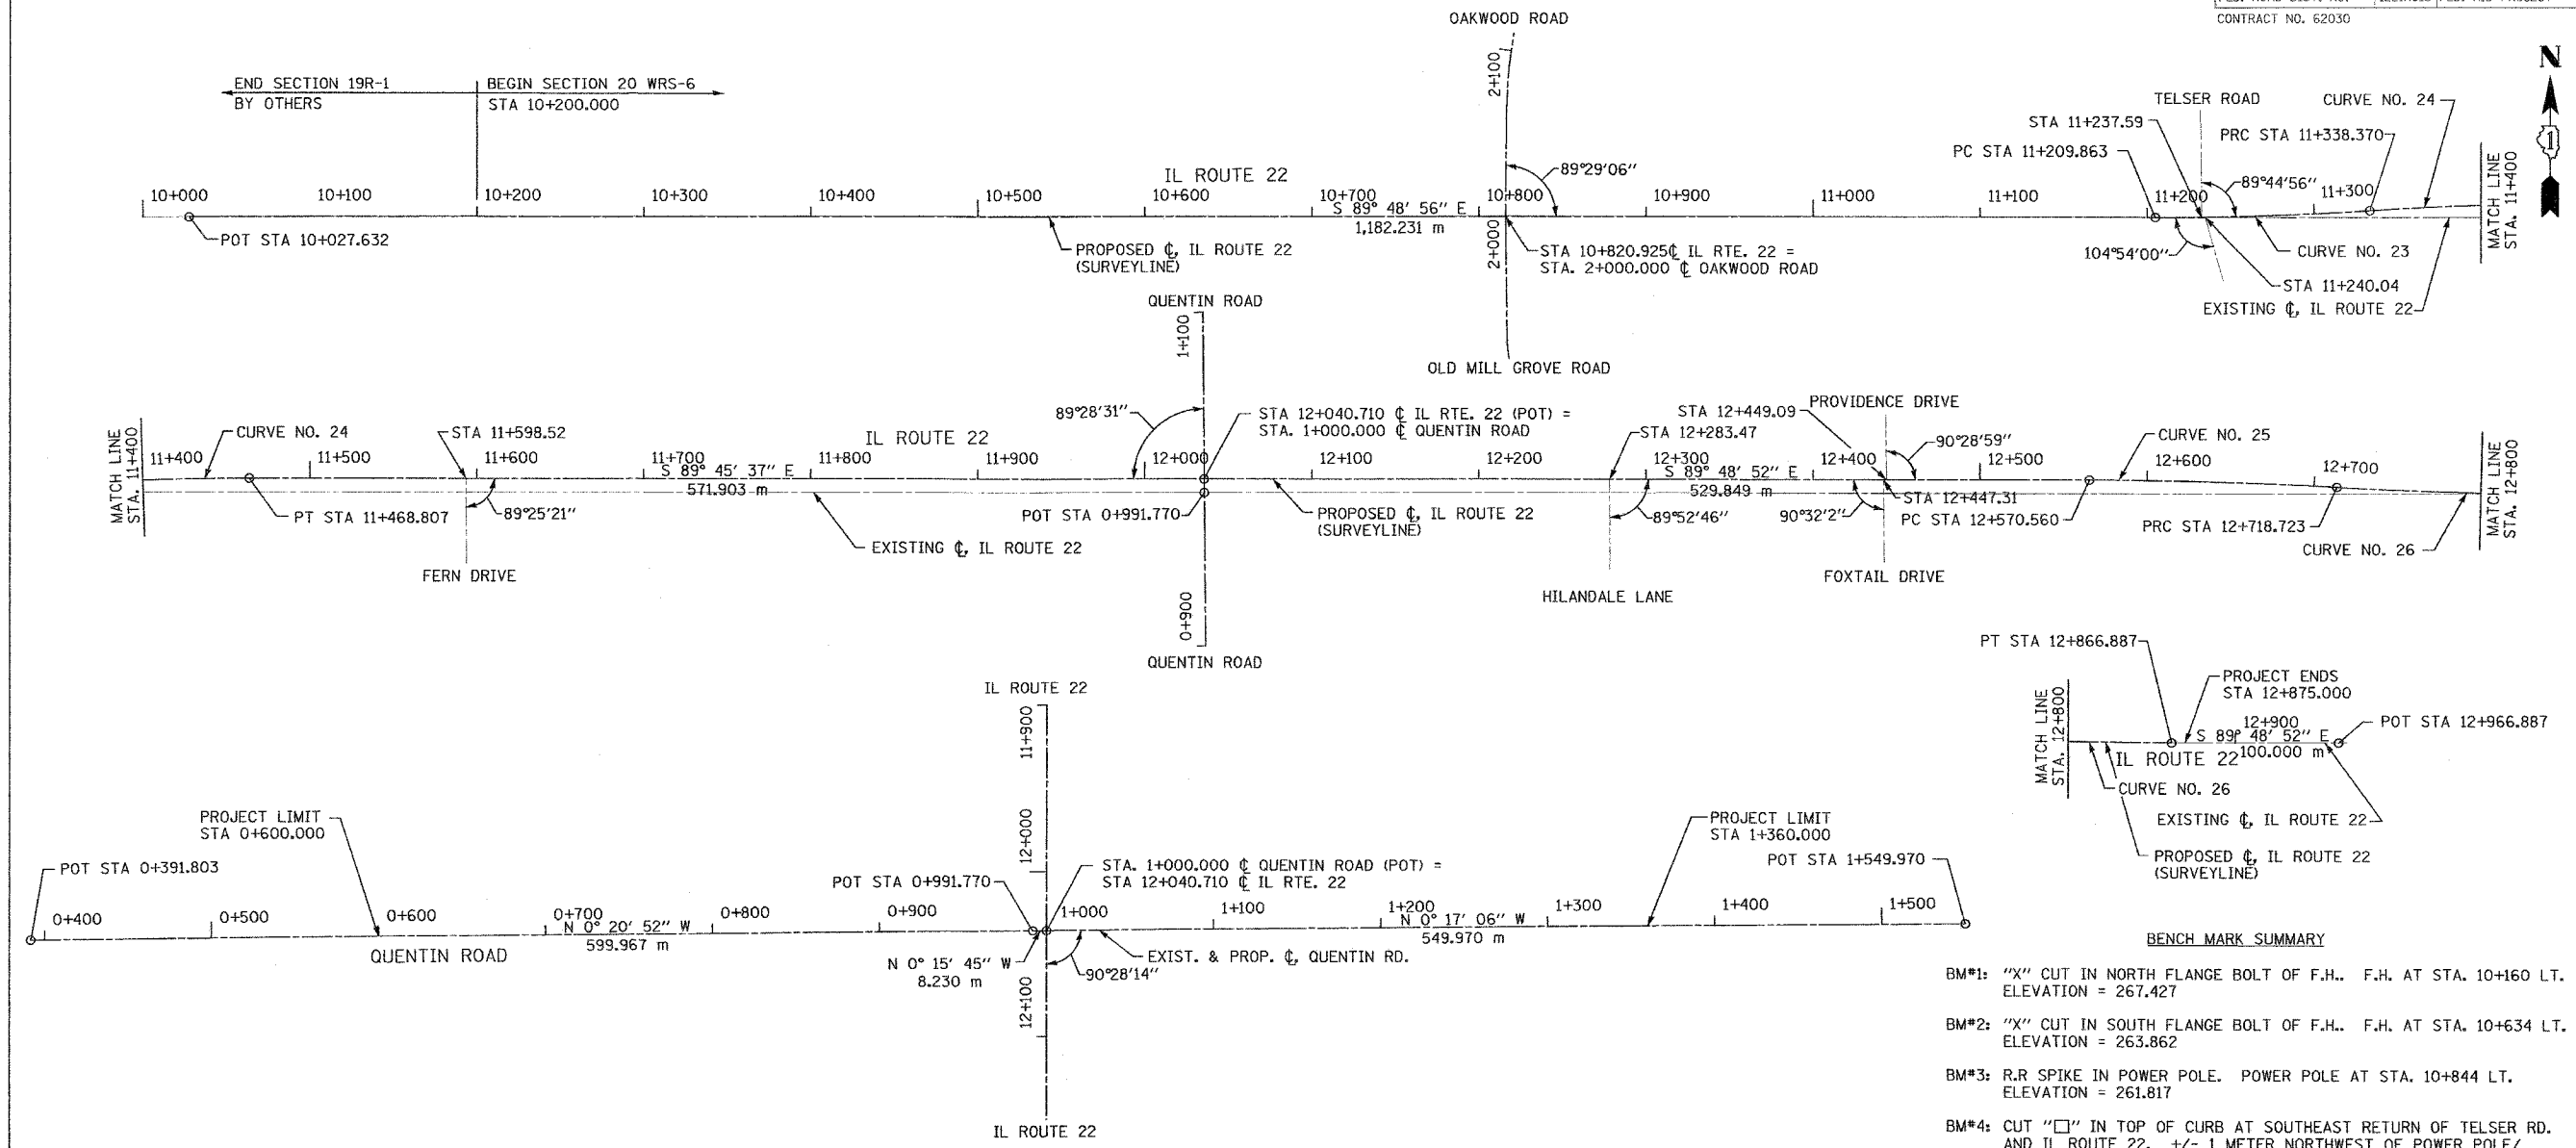 CONTRACT NO. 62030
N
OAKWOOD ROAD
END SECTION 19R-1
BY OTHERS
BEGIN SECTION 20 WRS-6
STA 10+200.000
2+100
TELSER ROAD
CURVE NO. 24
STA 11+237.59
PRC STA 11+338.370
PC STA 11+209.863
89°29'06"
89°44'56"
IL ROUTE 22
10+000
10+100
10+200
10+300
10+400
10+500
10+600
10+700
10+800
10+900
11+000
11+100
11+200
11+300
MATCH LINE
STA. 11+400
S 89° 48' 56" E
1,182.231 m
POT STA 10+027.632
PROPOSED ℄, IL ROUTE 22
(SURVEYLINE)
2+000
STA 10+820.925℄ IL RTE. 22 =
STA. 2+000.000 ℄ OAKWOOD ROAD
104°54'00"
CURVE NO. 23
STA 11+240.04
EXISTING ℄, IL ROUTE 22
OLD MILL GROVE ROAD
QUENTIN ROAD
1+100
MATCH LINE
STA. 11+400
CURVE NO. 24
STA 11+598.52
IL ROUTE 22
89°28'31"
STA 12+040.710 ℄ IL RTE. 22 (POT) =
STA. 1+000.000 ℄ QUENTIN ROAD
STA 12+449.09
PROVIDENCE DRIVE
STA 12+283.47
90°28'59"
CURVE NO. 25
11+400
11+500
11+600
11+700
11+800
11+900
12+000
12+100
12+200
12+300
12+400
12+500
12+600
12+700
MATCH LINE
STA. 12+800
S 89° 45' 37" E
571.903 m
S 89° 48' 52" E
529.849 m
PT STA 11+468.807
89°25'21"
EXISTING ℄, IL ROUTE 22
POT STA 0+991.770
PROPOSED ℄, IL ROUTE 22
(SURVEYLINE)
89°52'46"
90°32'2"
STA 12+447.31
PC STA 12+570.560
PRC STA 12+718.723
CURVE NO. 26
FERN DRIVE
HILANDALE LANE
FOXTAIL DRIVE
0+900
QUENTIN ROAD
PT STA 12+866.887
MATCH LINE
STA. 12+800
PROJECT ENDS
STA 12+875.000
12+900
POT STA 12+966.887
S 89° 48' 52" E
100.000 m
IL ROUTE 22
CURVE NO. 26
EXISTING ℄, IL ROUTE 22
PROPOSED ℄, IL ROUTE 22
(SURVEYLINE)
IL ROUTE 22
11+900
12+000
12+100
PROJECT LIMIT
STA 0+600.000
POT STA 0+391.803
POT STA 0+991.770
STA. 1+000.000 ℄ QUENTIN ROAD (POT) =
STA 12+040.710 ℄ IL RTE. 22
PROJECT LIMIT
STA 1+360.000
POT STA 1+549.970
0+400
0+500
0+600
0+700
0+800
0+900
1+000
1+100
1+200
1+300
1+400
1+500
N 0° 20' 52" W
599.967 m
N 0° 17' 06" W
549.970 m
QUENTIN ROAD
N 0° 15' 45" W
8.230 m
90°28'14"
EXIST. & PROP. ℄, QUENTIN RD.
IL ROUTE 22
BENCH MARK SUMMARY
BM#1: "X" CUT IN NORTH FLANGE BOLT OF F.H.. F.H. AT STA. 10+160 LT.
ELEVATION = 267.427
BM#2: "X" CUT IN SOUTH FLANGE BOLT OF F.H.. F.H. AT STA. 10+634 LT.
ELEVATION = 263.862
BM#3: R.R SPIKE IN POWER POLE. POWER POLE AT STA. 10+844 LT.
ELEVATION = 261.817
BM#4: CUT "□" IN TOP OF CURB AT SOUTHEAST RETURN OF TELSER RD.
AND IL ROUTE 22. +/- 1 METER NORTHWEST OF POWER POLE/